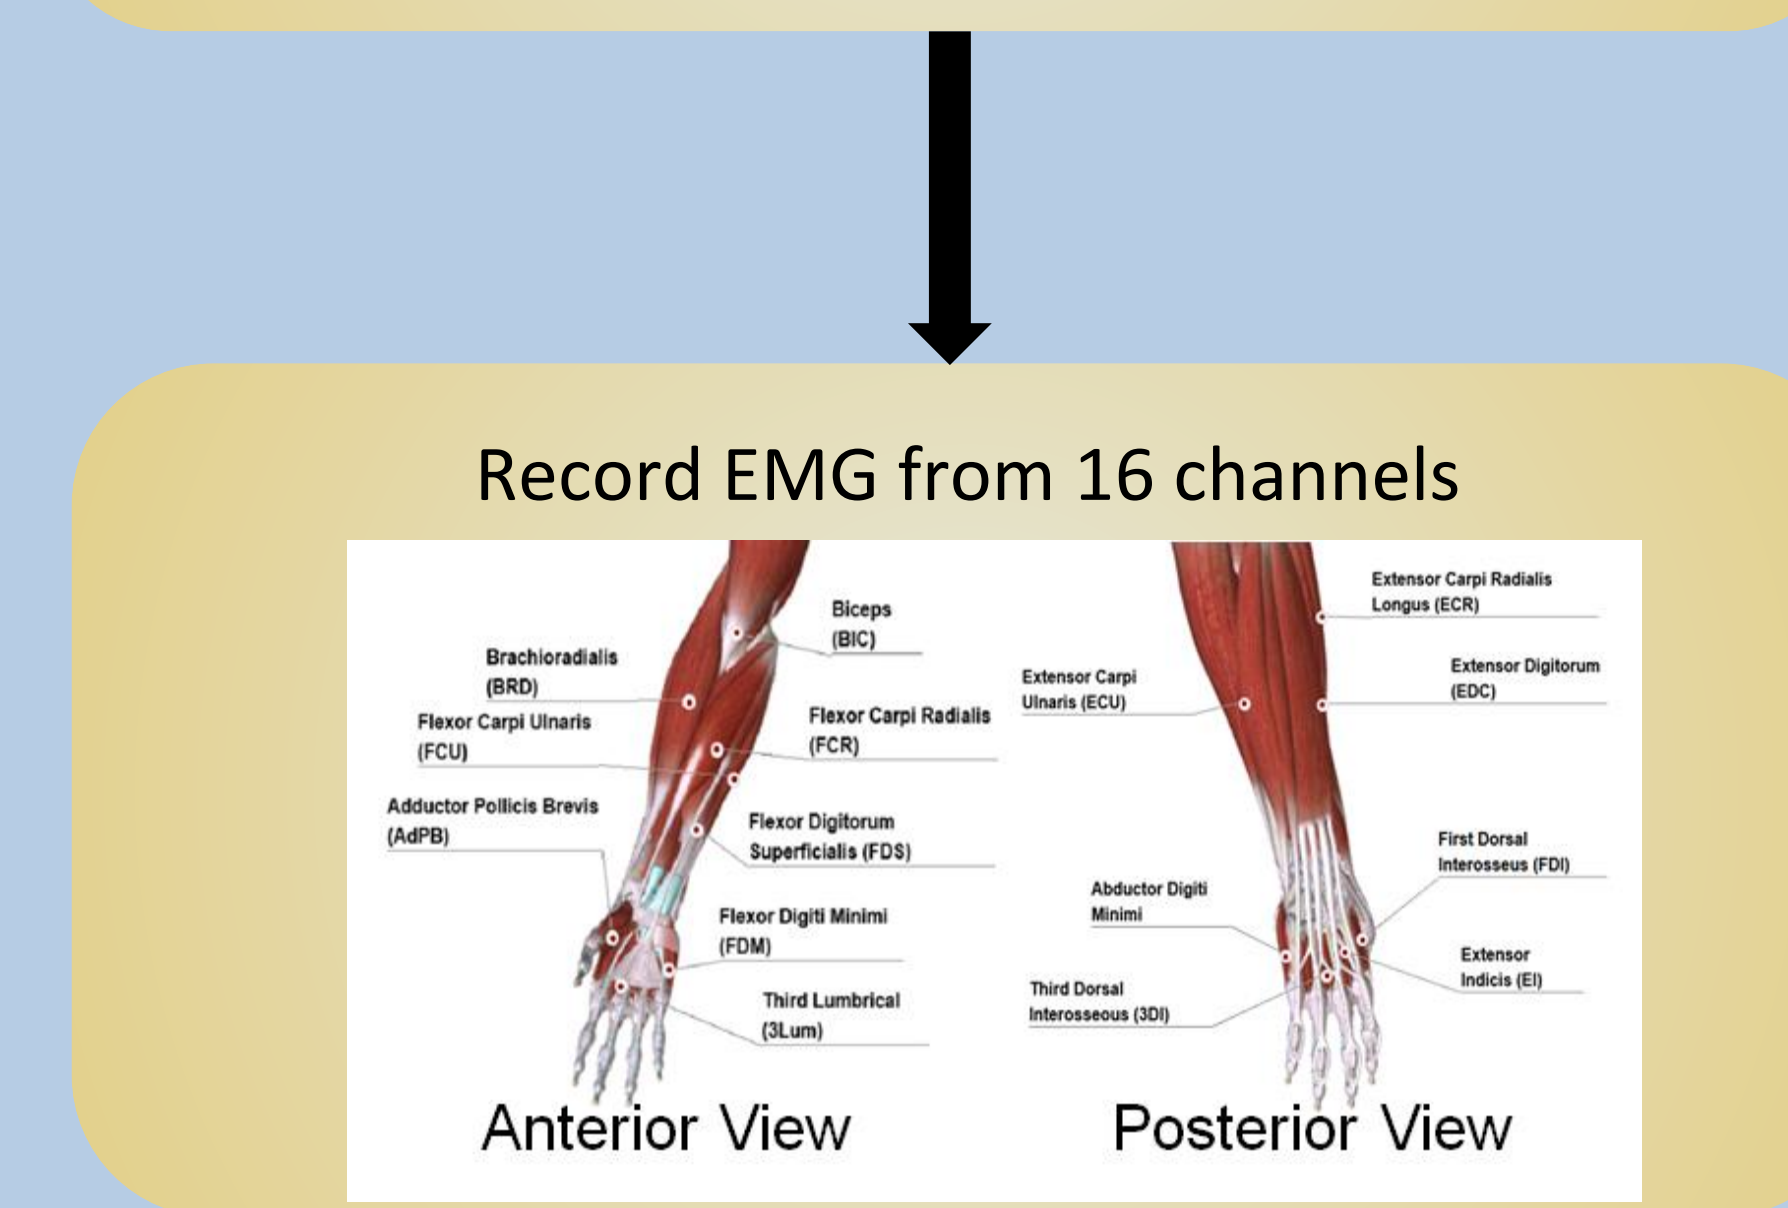 Record EMG from 16 channels
Biceps
(BIC)
Brachioradialis
(BRD)
Flexor Carpi Ulnaris
(FCU)
Flexor Carpi Radialis
(FCR)
Adductor Pollicis Brevis
(AdPB)
Flexor Digitorum
Superficialis (FDS)
Flexor Digiti Minimi
(FDM)
Third Lumbrical
(3Lum)
Anterior View
Extensor Carpi Radialis
Longus (ECR)
Extensor Carpi
Ulnaris (ECU)
Extensor Digitorum
(EDC)
First Dorsal
Interosseus (FDI)
Abductor Digiti
Minimi
Extensor
Indicis (EI)
Third Dorsal
Interosseous (3DI)
Posterior View